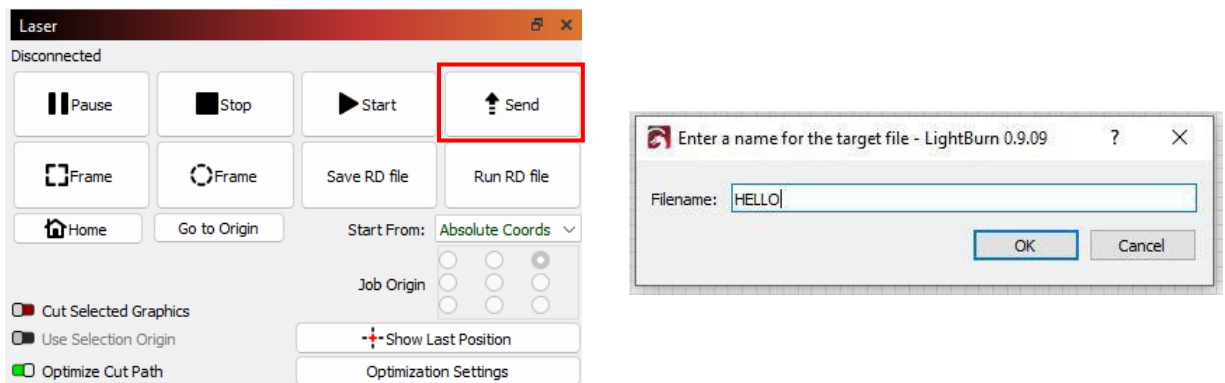 Laser
Disconnected
Pause Stop Start Send
Frame Frame Save RD file Run RD file
Home Go to Origin Start From: Absolute Coords
Job Origin
Cut Selected Graphics
Use Selection Origin Show Last Position
Optimize Cut Path Optimization Settings
Enter a name for the target file - LightBurn 0.9.09 ?
Filename: HELLO
OK Cancel